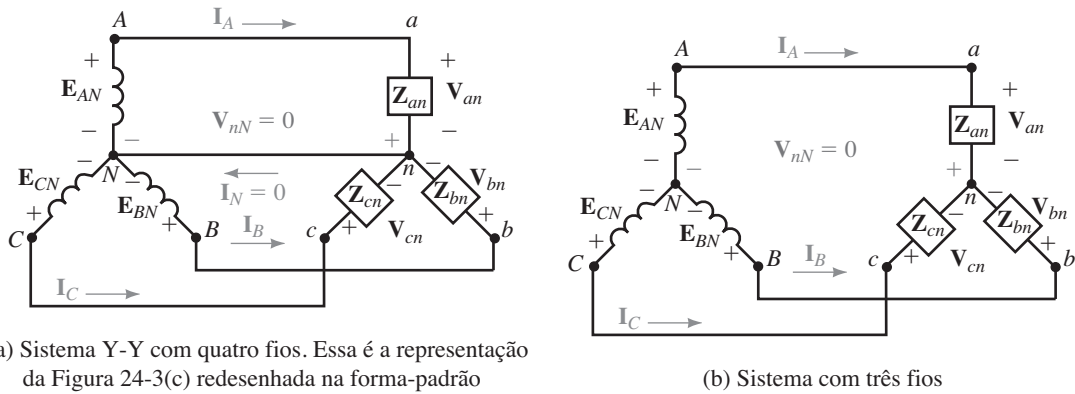 A
I_A
a
+
E_AN
−
+
Z_an
V_an
−
V_nN = 0
−
+
N
n
I_N = 0
E_CN
−
+
C
−
E_BN
+
B
I_B
Z_cn
−
+
c
V_cn
−
Z_bn
V_bn
+
b
I_C
a) Sistema Y-Y com quatro fios. Essa é a representação
da Figura 24-3(c) redesenhada na forma-padrão
A
I_A
a
+
E_AN
−
+
Z_an
V_an
−
V_nN = 0
−
+
N
n
E_CN
−
+
C
−
E_BN
+
B
I_B
Z_cn
−
+
c
V_cn
−
Z_bn
V_bn
+
b
I_C
(b) Sistema com três fios